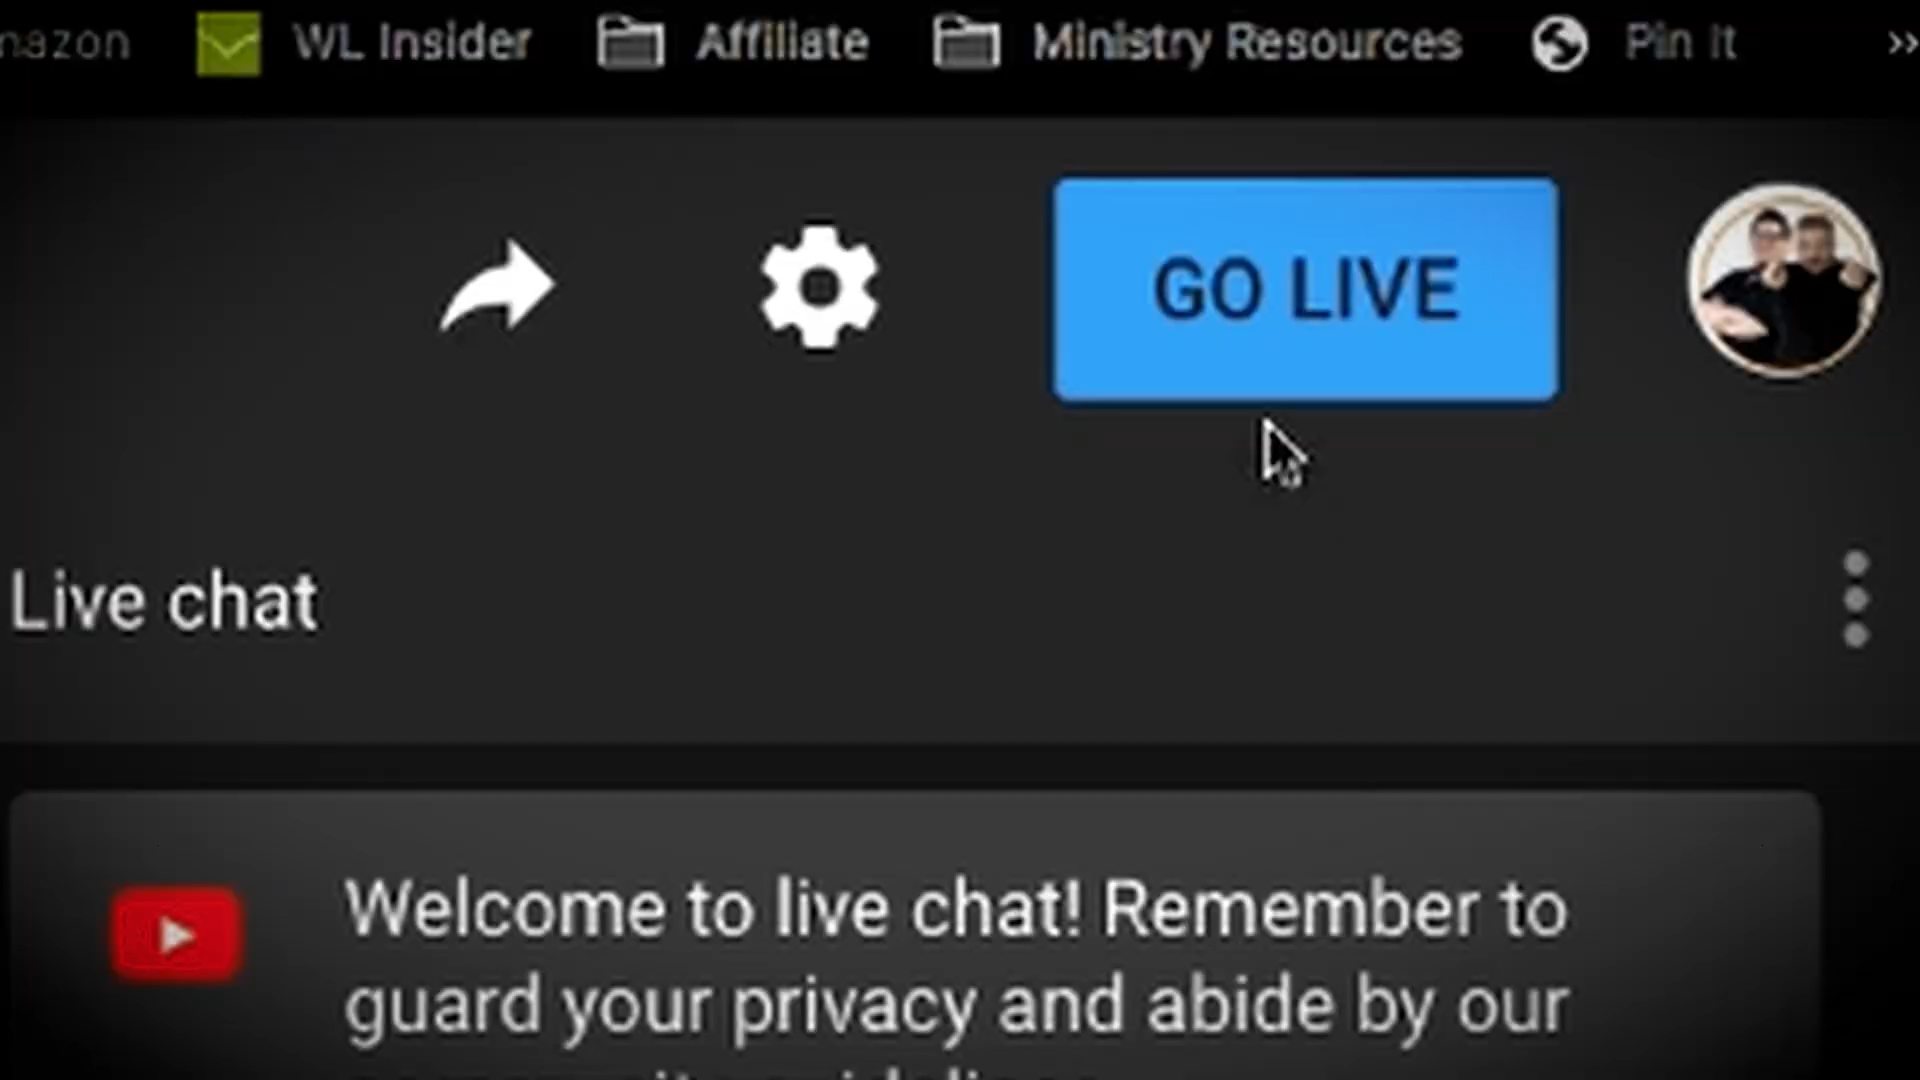 WL Insider Affiliate Ministry Resources Pin It »
GO LIVE
Live chat
Welcome to live chat! Remember to
guard your privacy and abide by our